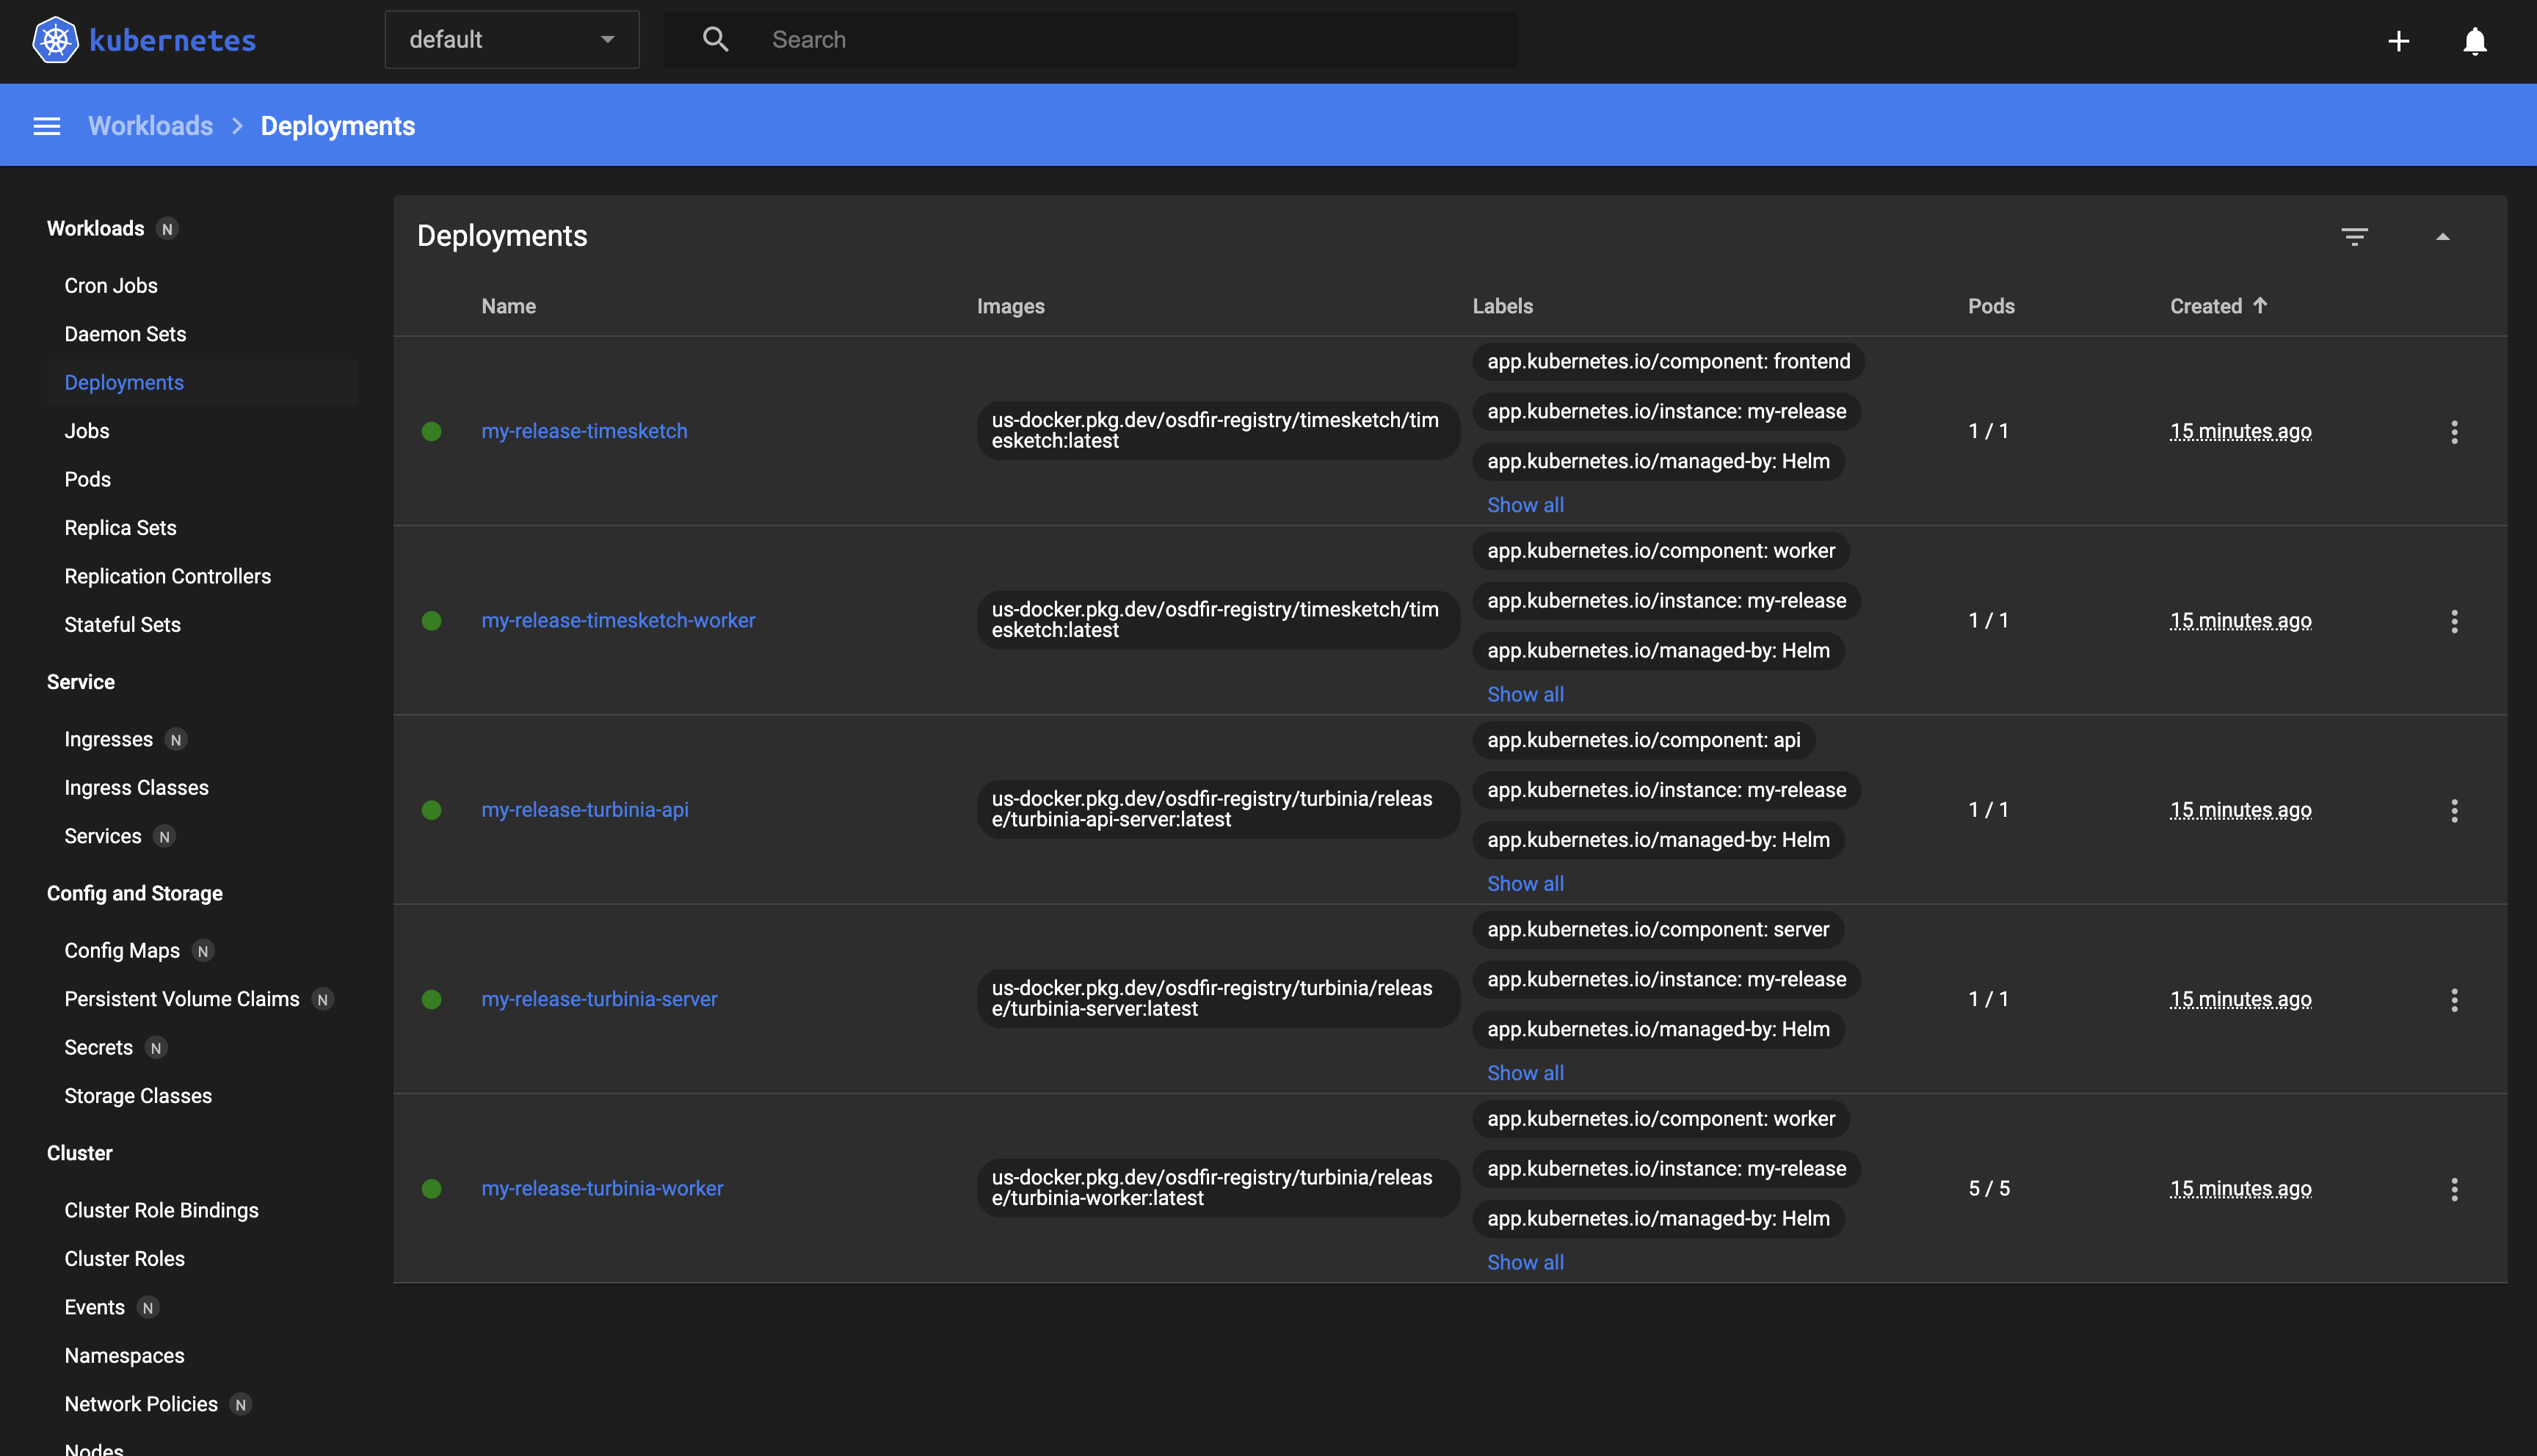 kubernetes
default
Search
Workloads
Deployments
Workloads N
Cron Jobs
Daemon Sets
Deployments
Jobs
Pods
Replica Sets
Replication Controllers
Stateful Sets
Service
Ingresses N
Ingress Classes
Services N
Config and Storage
Config Maps N
Persistent Volume Claims N
Secrets N
Storage Classes
Cluster
Cluster Role Bindings
Cluster Roles
Events N
Namespaces
Network Policies N
Nodes
Deployments
Name Images Labels Pods Created
my-release-timesketch
us-docker.pkg.dev/osdfir-registry/timesketch/tim
esketch:latest
app.kubernetes.io/component: frontend
app.kubernetes.io/instance: my-release
app.kubernetes.io/managed-by: Helm
Show all
1 / 1
15 minutes ago
my-release-timesketch-worker
us-docker.pkg.dev/osdfir-registry/timesketch/tim
esketch:latest
app.kubernetes.io/component: worker
app.kubernetes.io/instance: my-release
app.kubernetes.io/managed-by: Helm
Show all
1 / 1
15 minutes ago
my-release-turbinia-api
us-docker.pkg.dev/osdfir-registry/turbinia/releas
e/turbinia-api-server:latest
app.kubernetes.io/component: api
app.kubernetes.io/instance: my-release
app.kubernetes.io/managed-by: Helm
Show all
1 / 1
15 minutes ago
my-release-turbinia-server
us-docker.pkg.dev/osdfir-registry/turbinia/releas
e/turbinia-server:latest
app.kubernetes.io/component: server
app.kubernetes.io/instance: my-release
app.kubernetes.io/managed-by: Helm
Show all
1 / 1
15 minutes ago
my-release-turbinia-worker
us-docker.pkg.dev/osdfir-registry/turbinia/releas
e/turbinia-worker:latest
app.kubernetes.io/component: worker
app.kubernetes.io/instance: my-release
app.kubernetes.io/managed-by: Helm
Show all
5 / 5
15 minutes ago